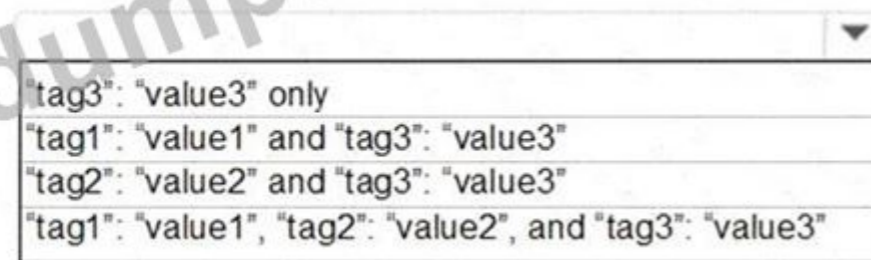 dump
"tag3": "value3" only
"tag1": "value1" and "tag3": "value3"
"tag2": "value2" and "tag3": "value3"
"tag1": "value1", "tag2": "value2", and "tag3": "value3"